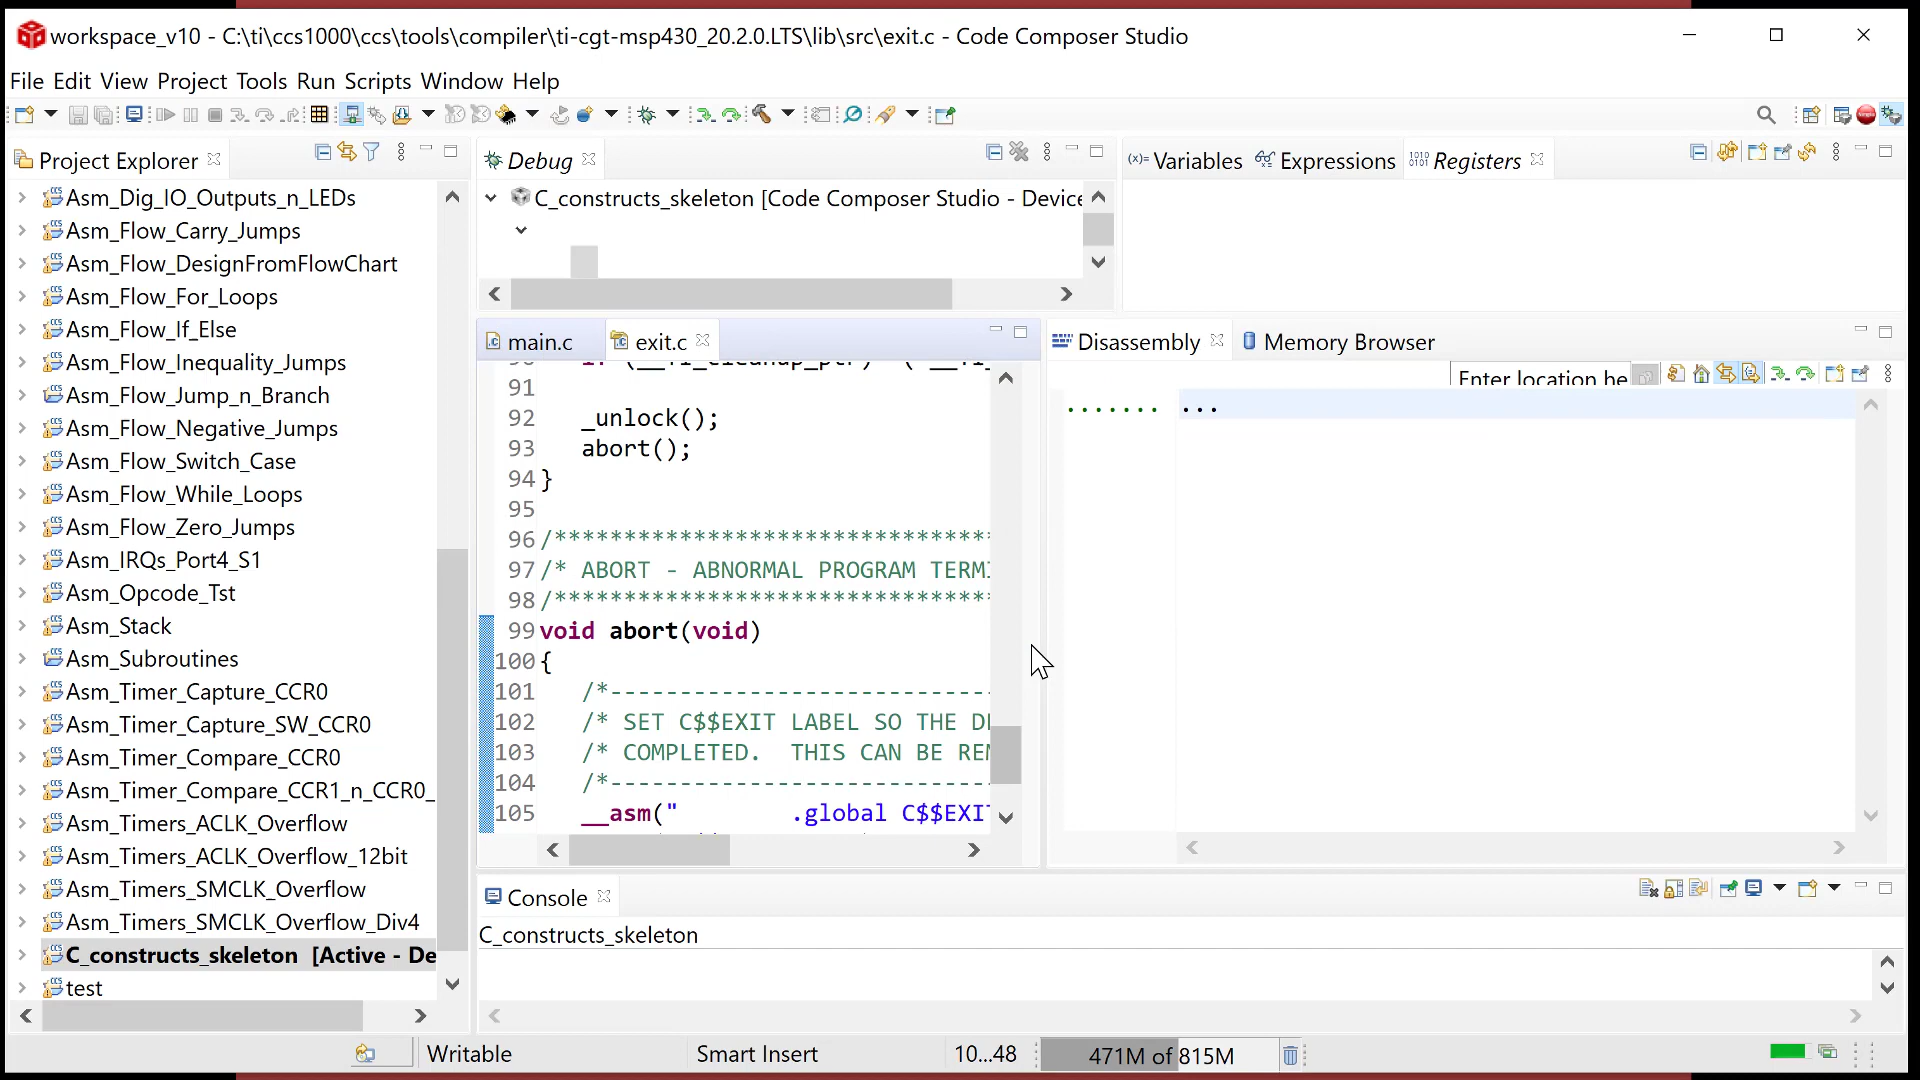 workspace_v10 - C:\ti\ccs1000\ccs\tools\compiler\ti-cgt-msp430_20.2.0.LTS\lib\src\exit.c - Code Composer Studio
File Edit View Project Tools Run Scripts Window Help
Project Explorer
Asm_Dig_IO_Outputs_n_LEDs
Asm_Flow_Carry_Jumps
Asm_Flow_DesignFromFlowChart
Asm_Flow_For_Loops
Asm_Flow_If_Else
Asm_Flow_Inequality_Jumps
Asm_Flow_Jump_n_Branch
Asm_Flow_Negative_Jumps
Asm_Flow_Switch_Case
Asm_Flow_While_Loops
Asm_Flow_Zero_Jumps
Asm_IRQs_Port4_S1
Asm_Opcode_Tst
Asm_Stack
Asm_Subroutines
Asm_Timer_Capture_CCR0
Asm_Timer_Capture_SW_CCR0
Asm_Timer_Compare_CCR0
Asm_Timer_Compare_CCR1_n_CCR0_
Asm_Timers_ACLK_Overflow
Asm_Timers_ACLK_Overflow_12bit
Asm_Timers_SMCLK_Overflow
Asm_Timers_SMCLK_Overflow_Div4
C_constructs_skeleton [Active - De
test
Debug
C_constructs_skeleton [Code Composer Studio - Device
(x)= Variables Expressions Registers
main.c exit.c
91
92 _unlock();
93 abort();
94 }
95
96 /********************************
97 /* ABORT - ABNORMAL PROGRAM TERMI
98 /********************************
99 void abort(void)
100 {
101 /*----------------------------
102 /* SET C$$EXIT LABEL SO THE D
103 /* COMPLETED. THIS CAN BE REM
104 /*----------------------------
105 __asm(" .global C$$EXIT
Disassembly Memory Browser
Enter location he
....... ...
Console
C_constructs_skeleton
Writable Smart Insert 10...48 471M of 815M